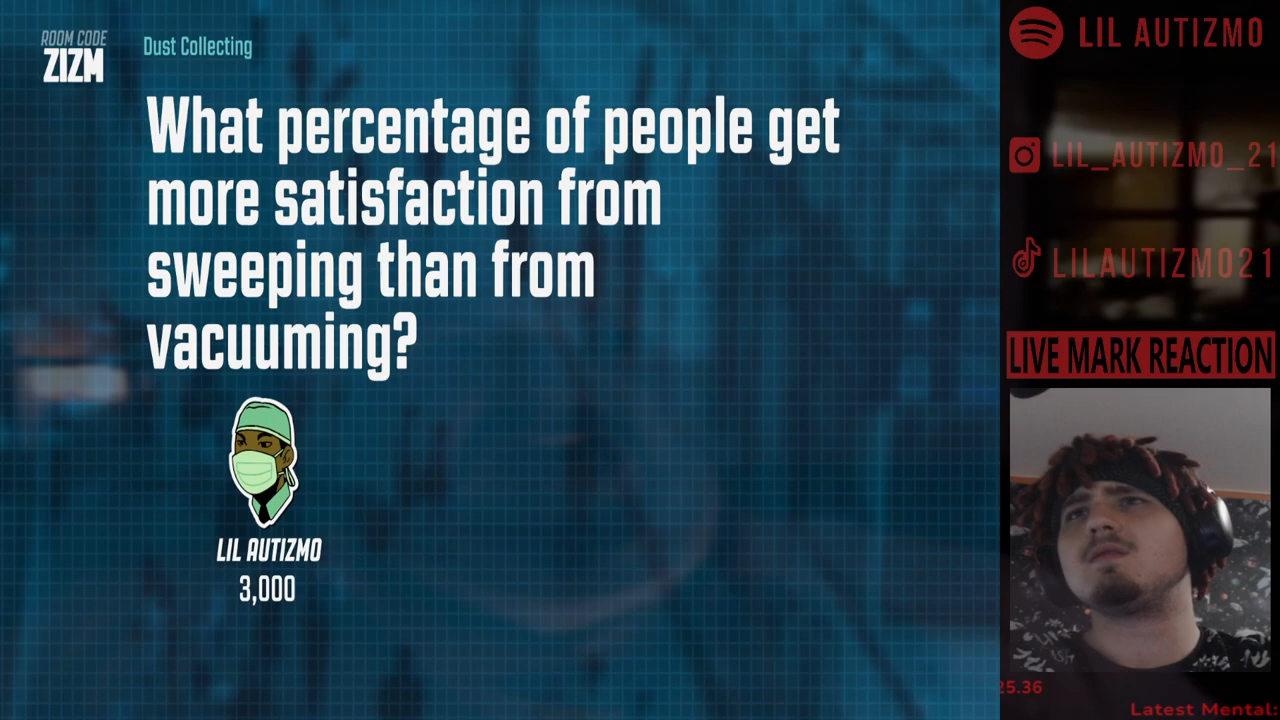 ROOM CODE
ZIZM
Dust Collecting
What percentage of people get
more satisfaction from
sweeping than from
vacuuming?
LIL AUTIZMO
3,000
LIL AUTIZMO
LIL_AUTIZMO_21
LILAUTIZMO21
LIVE MARK REACTION
25.36
Latest Mental: